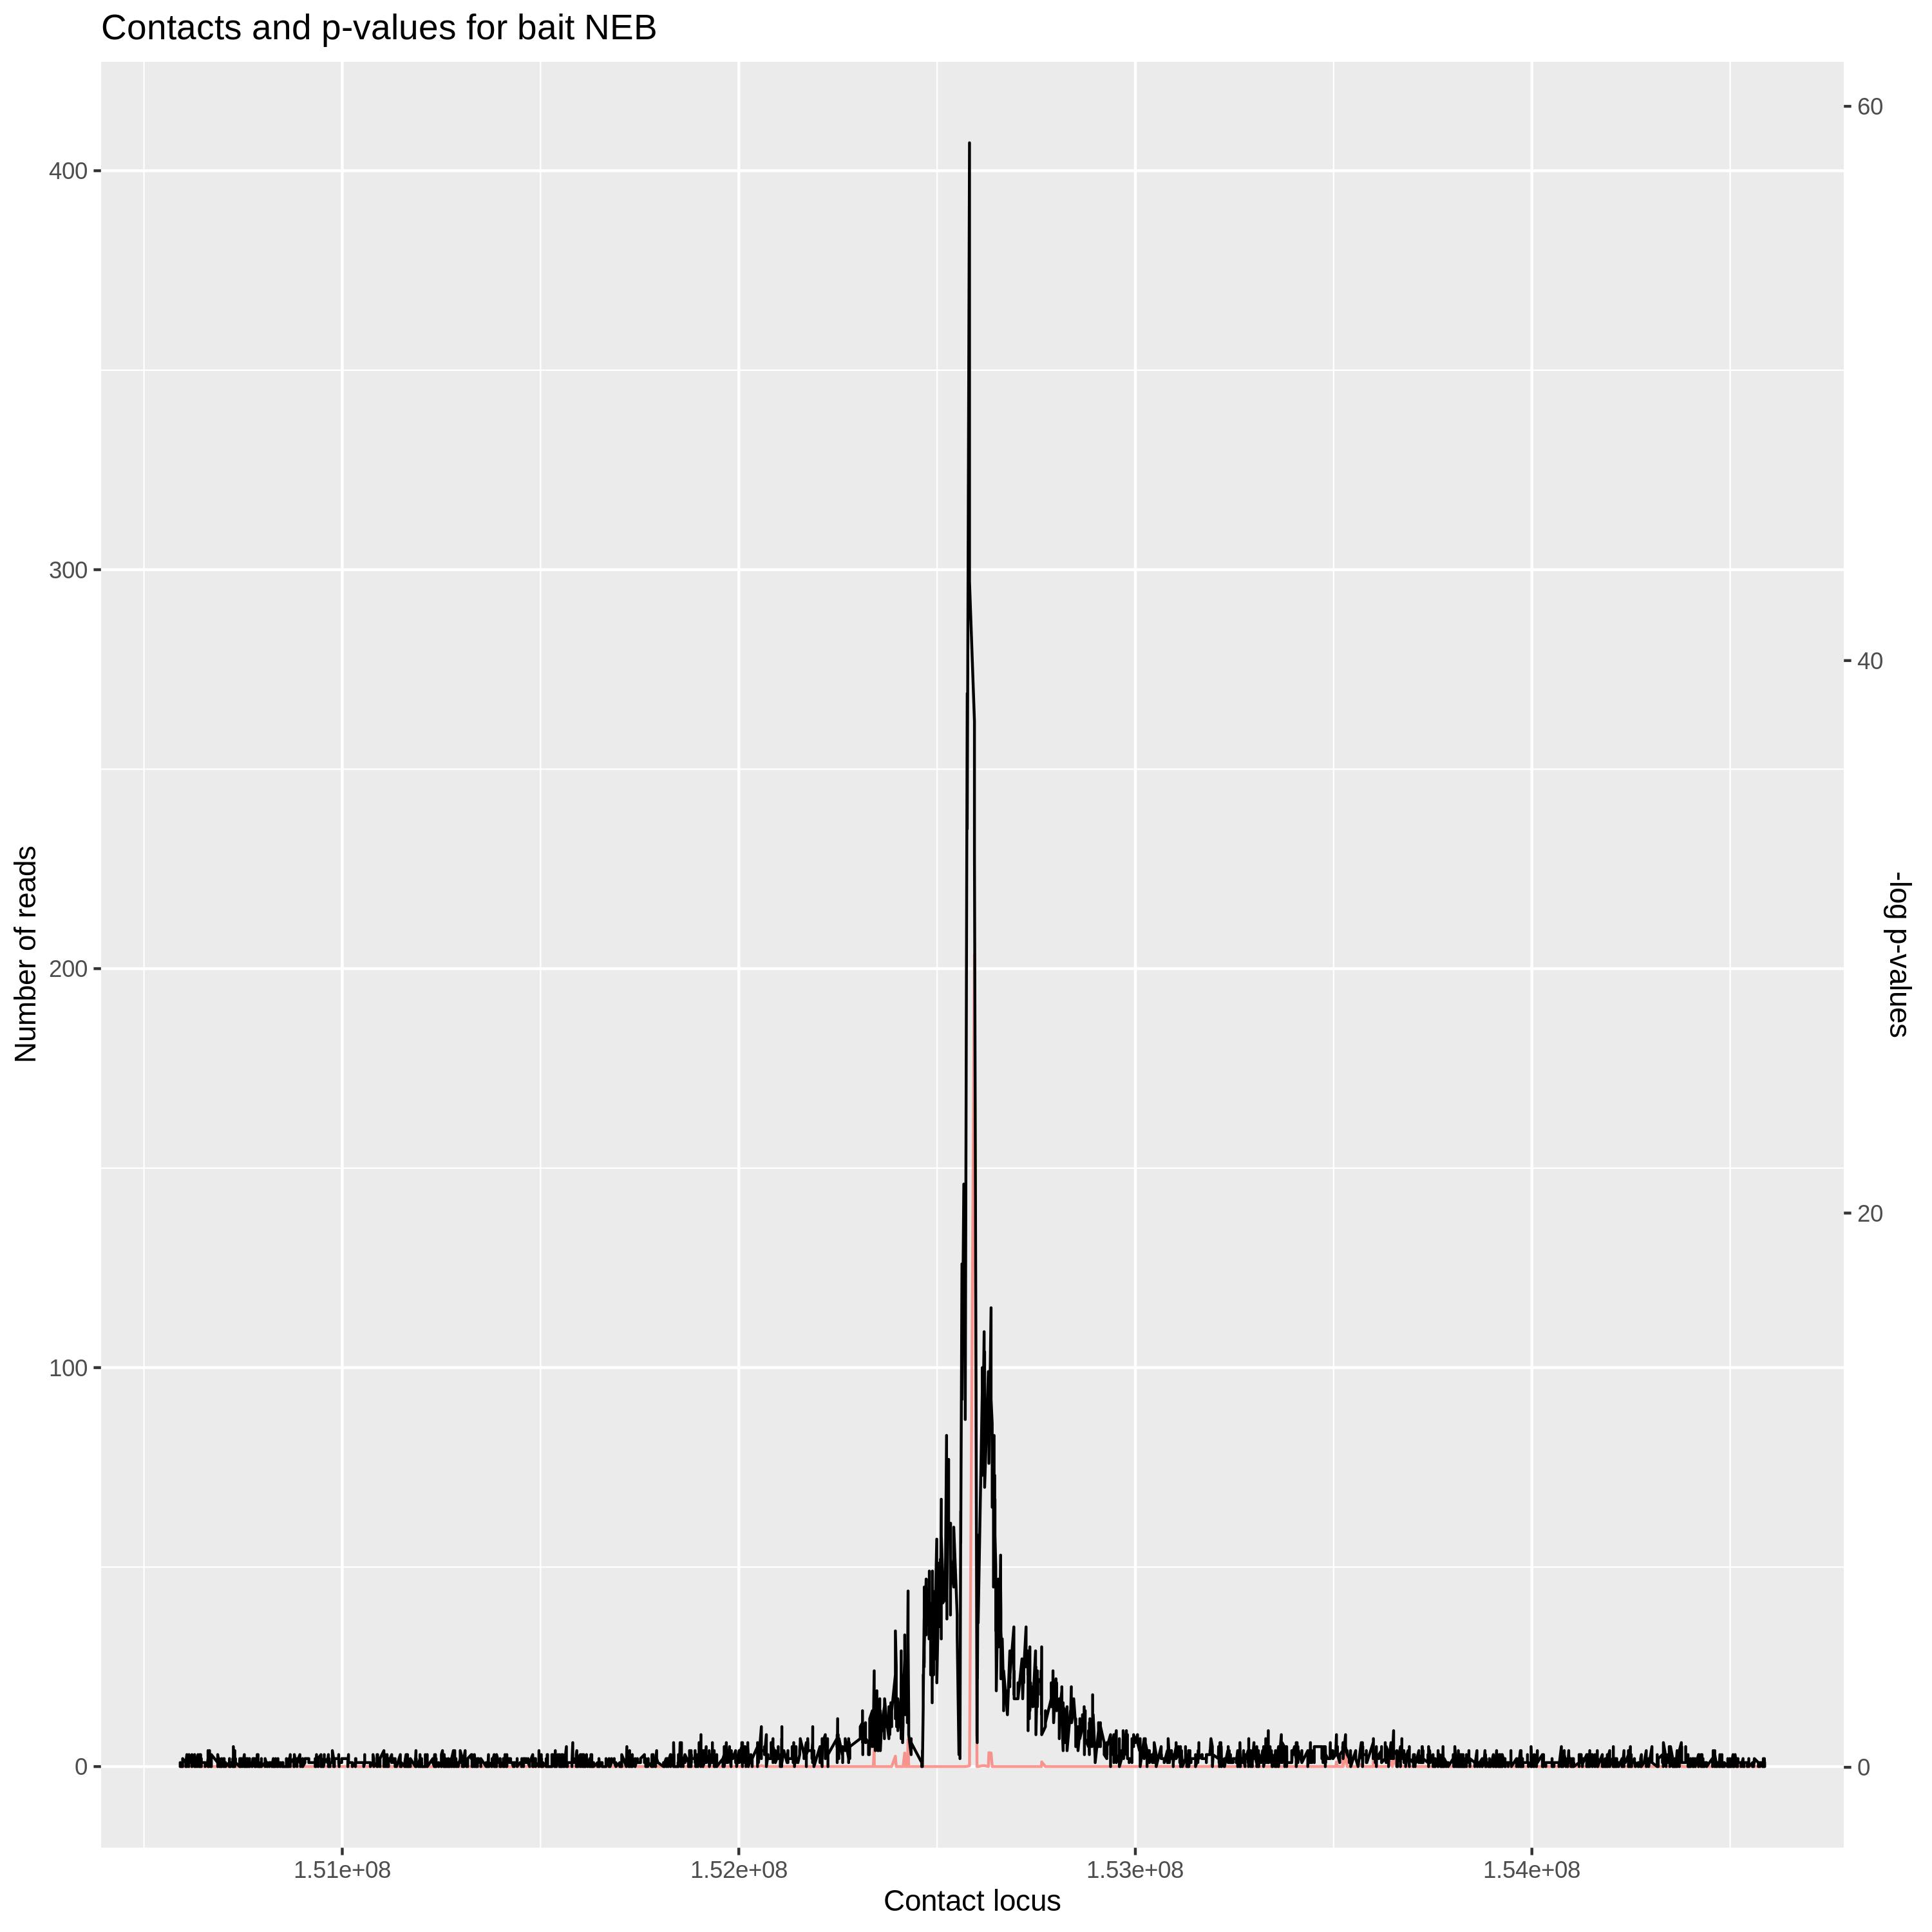 Contacts and p-values for bait NEB
400
300
200
100
0
60
40
20
0
Number of reads
-log p-values
1.51e+08
1.52e+08
1.53e+08
1.54e+08
Contact locus